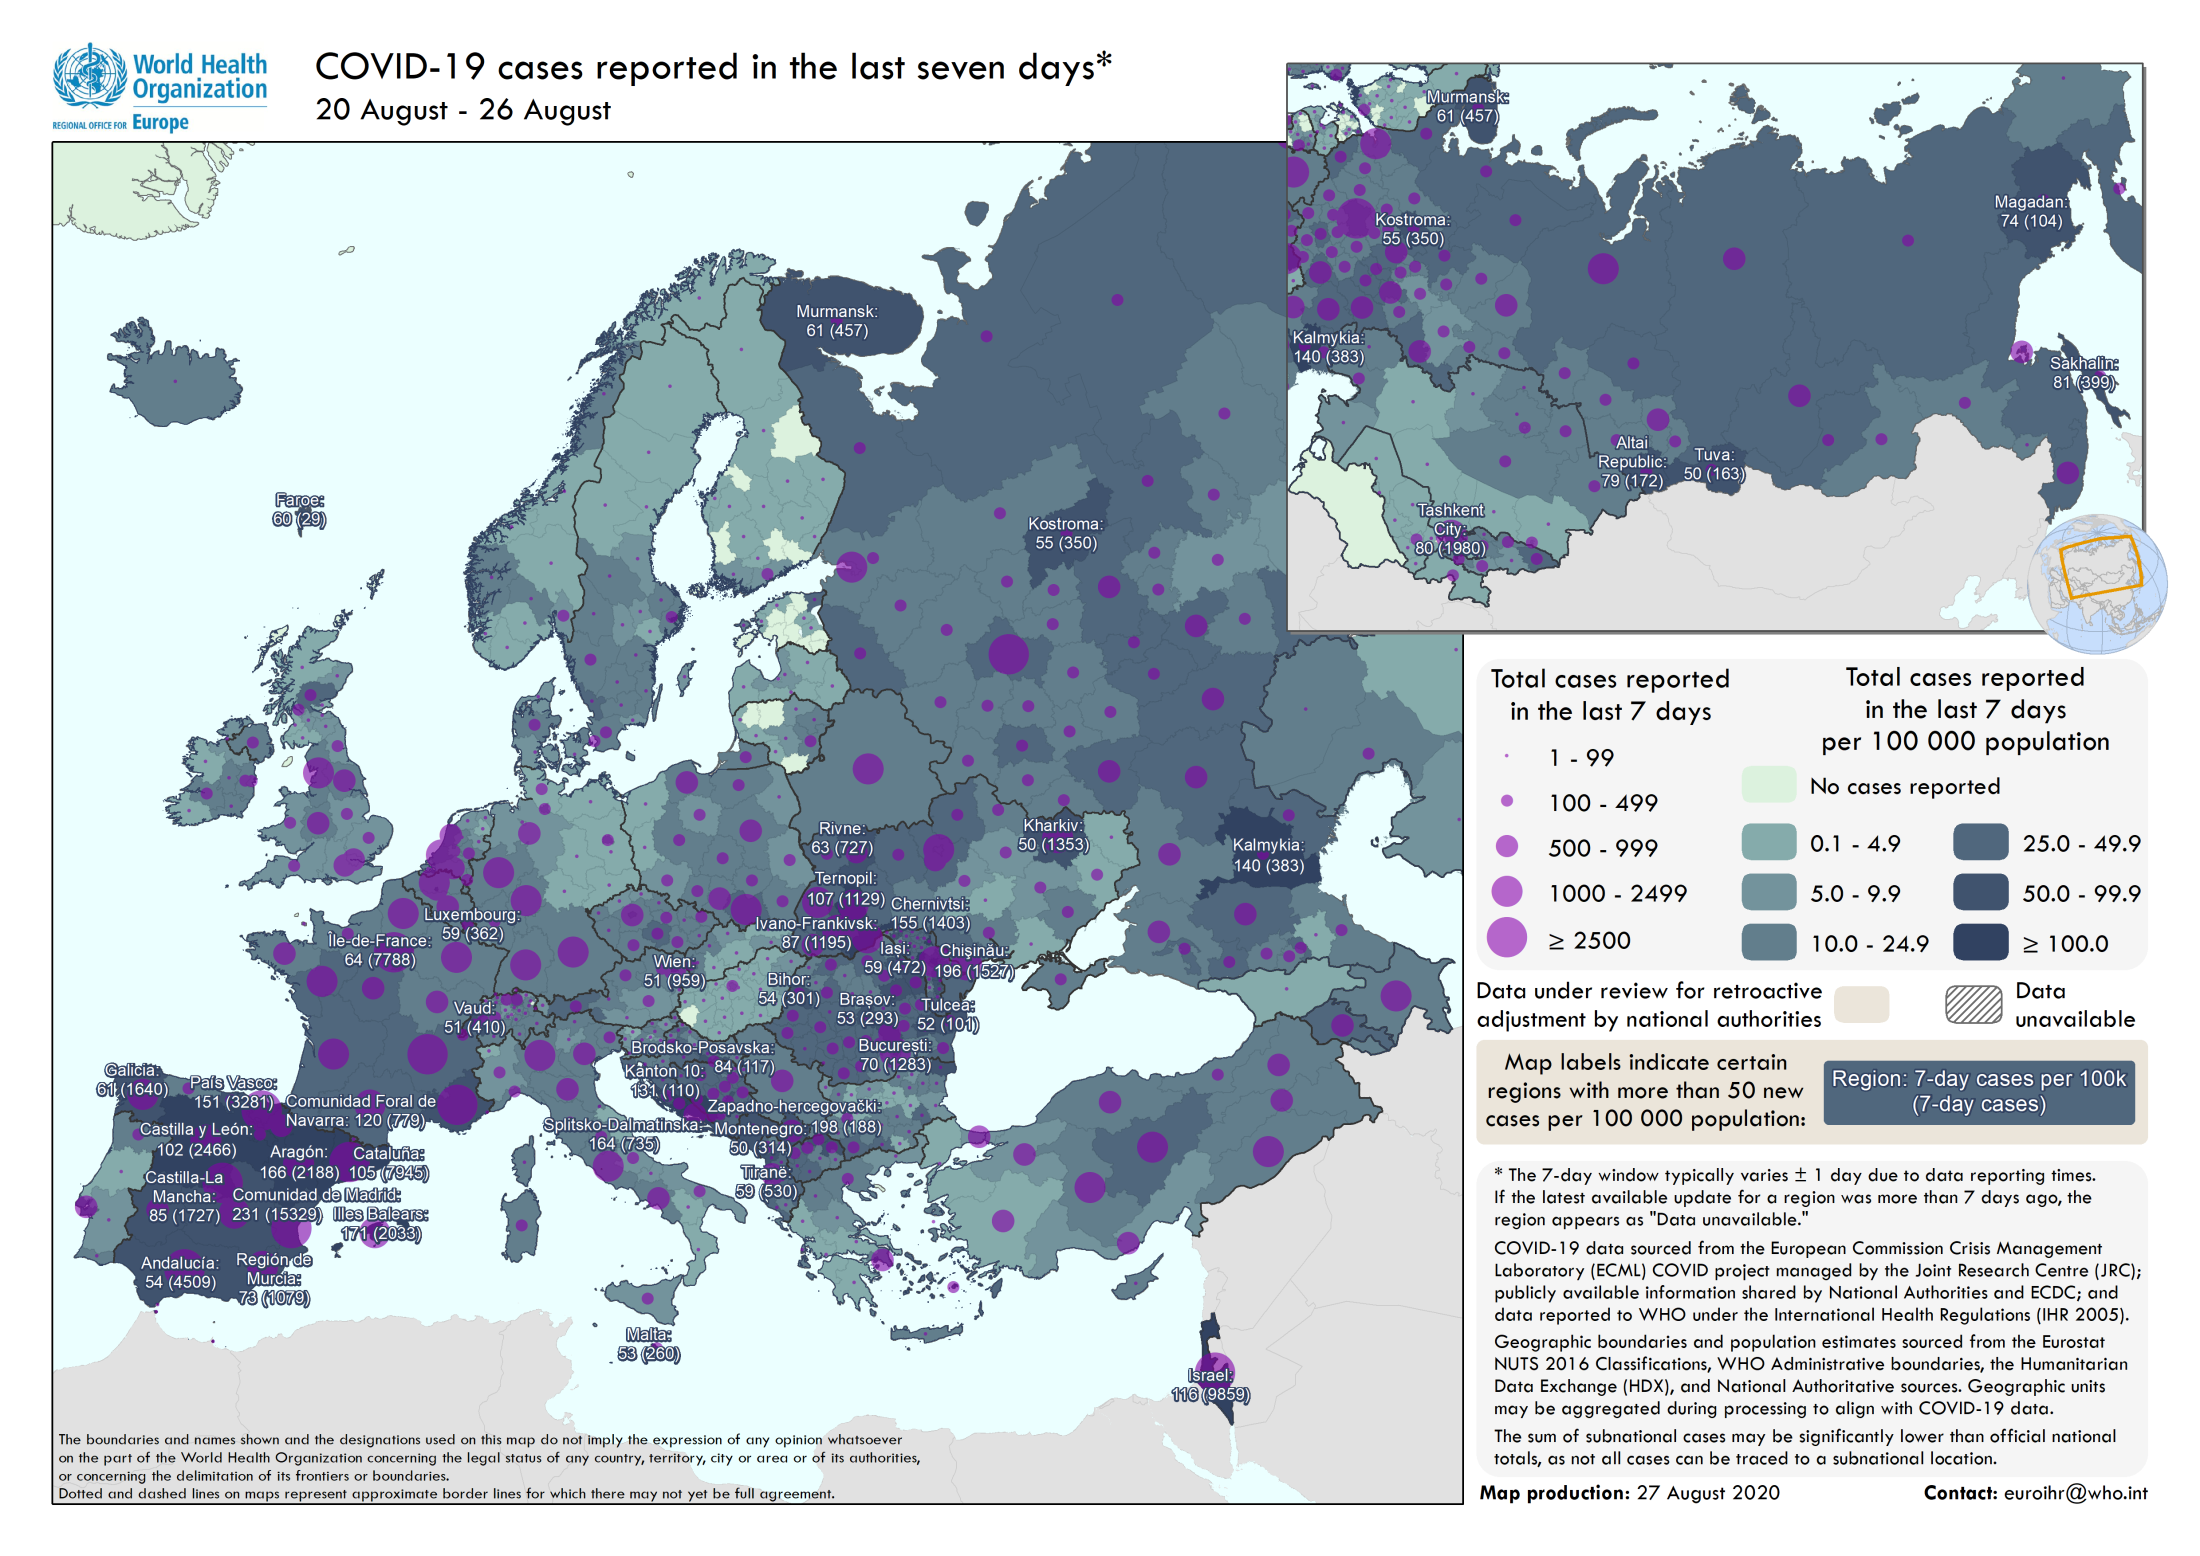 World Health
Organization
REGIONAL OFFICE FOR Europe
COVID-19 cases reported in the last seven days*
20 August - 26 August
Murmansk:
61 (457)
Faroe:
60 (29)
Kostroma:
55 (350)
Rivne:
63 (727)
Kharkiv:
50 (1353)
Kalmykia:
140 (383)
Ternopil:
107 (1129)
Chernivtsi:
155 (1403)
Ivano-Frankivsk:
87 (1195)
Iasi:
59 (472)
Chişinău:
196 (1527)
Luxembourg:
59 (362)
Île-de-France:
64 (7788)
Wien:
51 (959)
Bihor:
54 (301)
Braşov:
53 (293)
Tulcea:
52 (101)
Vaud:
51 (410)
Bucureşti:
70 (1283)
Brodsko-Posavska:
84 (117)
Kanton 10:
131 (110)
Galicia:
61 (1640)
País Vasco:
151 (3281)
Comunidad Foral de
Navarra: 120 (779)
Zapadno-hercegovački:
198 (188)
Splitsko-Dalmatinska:
164 (735)
Montenegro:
50 (314)
Castilla y León:
102 (2466)
Aragón:
166 (2188)
Cataluña:
105 (7945)
Tiranë:
59 (530)
Castilla-La
Mancha:
85 (1727)
Comunidad de Madrid:
231 (15329)
Illes Balears:
171 (2033)
Andalucía:
54 (4509)
Región de
Murcia:
73 (1079)
Malta:
53 (260)
Israel:
116 (9859)
The boundaries and names shown and the designations used on this map do not imply the expression of any opinion whatsoever
on the part of the World Health Organization concerning the legal status of any country, territory, city or area or of its authorities,
or concerning the delimitation of its frontiers or boundaries.
Dotted and dashed lines on maps represent approximate border lines for which there may not yet be full agreement.
Murmansk:
61 (457)
Magadan:
74 (104)
Kostroma:
55 (350)
Kalmykia:
140 (383)
Sakhalin:
81 (399)
Altai
Republic:
79 (172)
Tuva:
50 (163)
Tashkent
City:
80 (1980)
Total cases reported
in the last 7 days
1 - 99
100 - 499
500 - 999
1000 - 2499
≥ 2500
Total cases reported
in the last 7 days
per 100 000 population
No cases reported
0.1 - 4.9
5.0 - 9.9
10.0 - 24.9
25.0 - 49.9
50.0 - 99.9
≥ 100.0
Data under review for retroactive
adjustment by national authorities
Data
unavailable
Map labels indicate certain
regions with more than 50 new
cases per 100 000 population:
Region: 7-day cases per 100k
(7-day cases)
* The 7-day window typically varies ± 1 day due to data reporting times.
If the latest available update for a region was more than 7 days ago, the
region appears as "Data unavailable."
COVID-19 data sourced from the European Commission Crisis Management
Laboratory (ECML) COVID project managed by the Joint Research Centre (JRC);
publicly available information shared by National Authorities and ECDC; and
data reported to WHO under the International Health Regulations (IHR 2005).
Geographic boundaries and population estimates sourced from the Eurostat
NUTS 2016 Classifications, WHO Administrative boundaries, the Humanitarian
Data Exchange (HDX), and National Authoritative sources. Geographic units
may be aggregated during processing to align with COVID-19 data.
The sum of subnational cases may be significantly lower than official national
totals, as not all cases can be traced to a subnational location.
Map production: 27 August 2020
Contact: euroihr@who.int